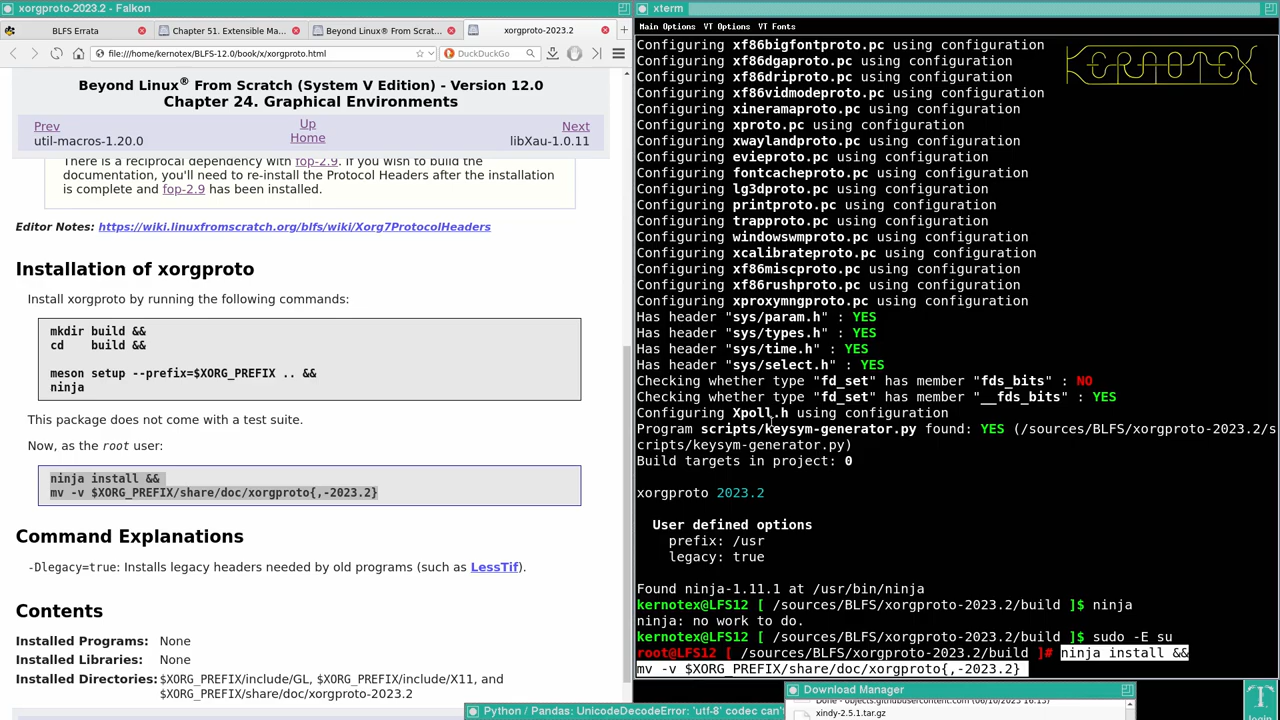 xorgproto-2023.2 - Falkon
BLFS Errata
Chapter 51. Extensible Ma...
Beyond Linux® From Scrat...
xorgproto-2023.2
file:///home/kernotex/BLFS-12.0/book/x/xorgproto.html
DuckDuckGo
Beyond Linux® From Scratch (System V Edition) - Version 12.0
Chapter 24. Graphical Environments
Prev
Up
Next
util-macros-1.20.0
Home
libXau-1.0.11
There is a reciprocal dependency with fop-2.9. If you wish to build the
documentation, you'll need to re-install the Protocol Headers after the installation
is complete and fop-2.9 has been installed.
Editor Notes: https://wiki.linuxfromscratch.org/blfs/wiki/Xorg7ProtocolHeaders
Installation of xorgproto
Install xorgproto by running the following commands:
mkdir build &&
cd    build &&
meson setup --prefix=$XORG_PREFIX .. &&
ninja
This package does not come with a test suite.
Now, as the root user:
ninja install &&
mv -v $XORG_PREFIX/share/doc/xorgproto{,-2023.2}
Command Explanations
-Dlegacy=true: Installs legacy headers needed by old programs (such as LessTif).
Contents
Installed Programs: None
Installed Libraries: None
Installed Directories: $XORG_PREFIX/include/GL, $XORG_PREFIX/include/X11, and
$XORG_PREFIX/share/doc/xorgproto-2023.2
xterm
Main Options  VT Options  VT Fonts
KERNOTEX
Configuring xf86bigfontproto.pc using configuration
Configuring xf86dgaproto.pc using configuration
Configuring xf86driproto.pc using configuration
Configuring xf86vidmodeproto.pc using configuration
Configuring xineramaproto.pc using configuration
Configuring xproto.pc using configuration
Configuring xwaylandproto.pc using configuration
Configuring evieproto.pc using configuration
Configuring fontcacheproto.pc using configuration
Configuring lg3dproto.pc using configuration
Configuring printproto.pc using configuration
Configuring trapproto.pc using configuration
Configuring windowswmproto.pc using configuration
Configuring xcalibrateproto.pc using configuration
Configuring xf86miscproto.pc using configuration
Configuring xf86rushproto.pc using configuration
Configuring xproxymngproto.pc using configuration
Has header "sys/param.h" : YES
Has header "sys/types.h" : YES
Has header "sys/time.h" : YES
Has header "sys/select.h" : YES
Checking whether type "fd_set" has member "fds_bits" : NO
Checking whether type "fd_set" has member "__fds_bits" : YES
Configuring Xpoll.h using configuration
Program scripts/keysym-generator.py found: YES (/sources/BLFS/xorgproto-2023.2/s
cripts/keysym-generator.py)
Build targets in project: 0
xorgproto 2023.2
User defined options
prefix: /usr
legacy: true
Found ninja-1.11.1 at /usr/bin/ninja
kernotex@LFS12 [ /sources/BLFS/xorgproto-2023.2/build ]$ ninja
ninja: no work to do.
kernotex@LFS12 [ /sources/BLFS/xorgproto-2023.2/build ]$ sudo -E su
root@LFS12 [ /sources/BLFS/xorgproto-2023.2/build ]# ninja install &&
mv -v $XORG_PREFIX/share/doc/xorgproto{,-2023.2}
Download Manager
xindy-2.5.1.tar.gz
Python / Pandas: UnicodeDecodeError: 'utf-8' codec can't